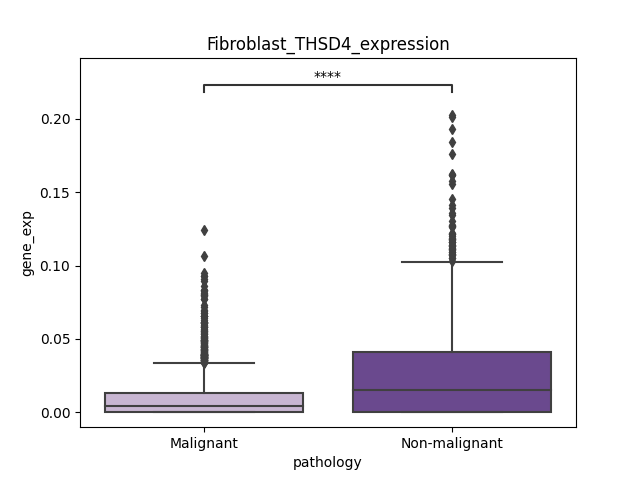 Fibroblast_THSD4_expression
****
gene_exp
0.20
0.15
0.10
0.05
0.00
Malignant Non-malignant
pathology